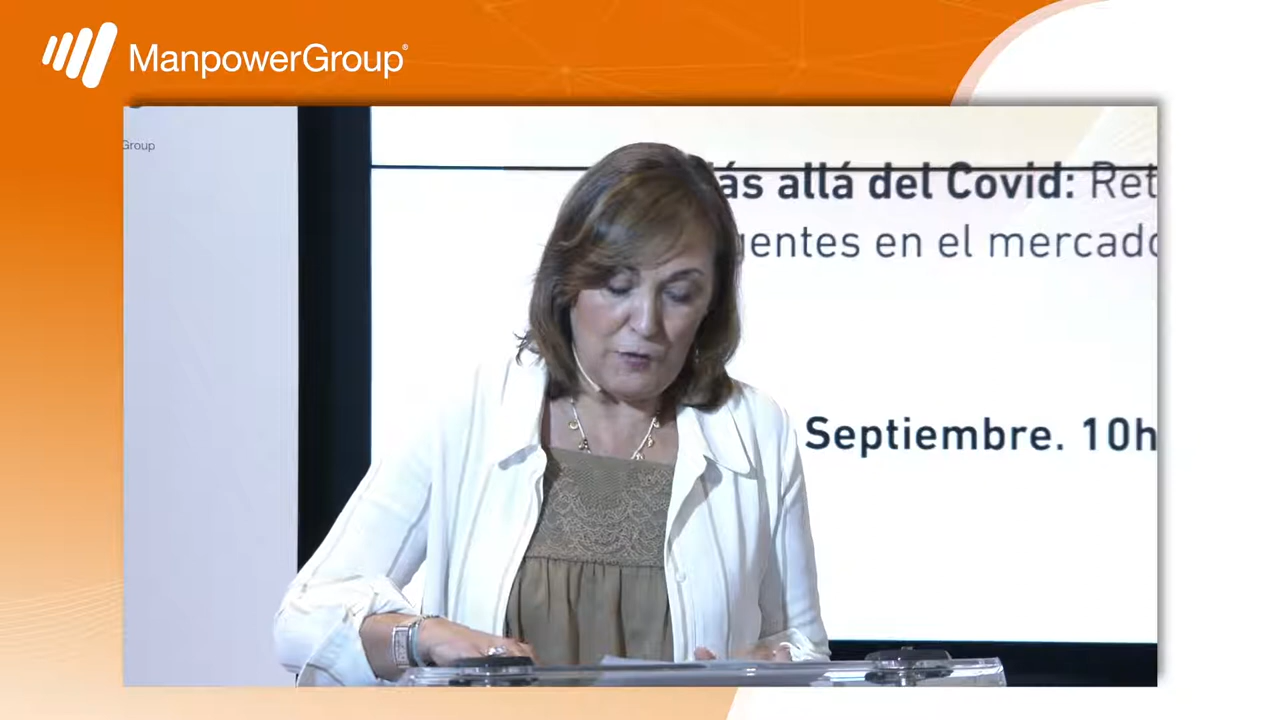 ManpowerGroup
Group
ás allá del Covid: Ret
gentes en el mercado
Septiembre. 10h